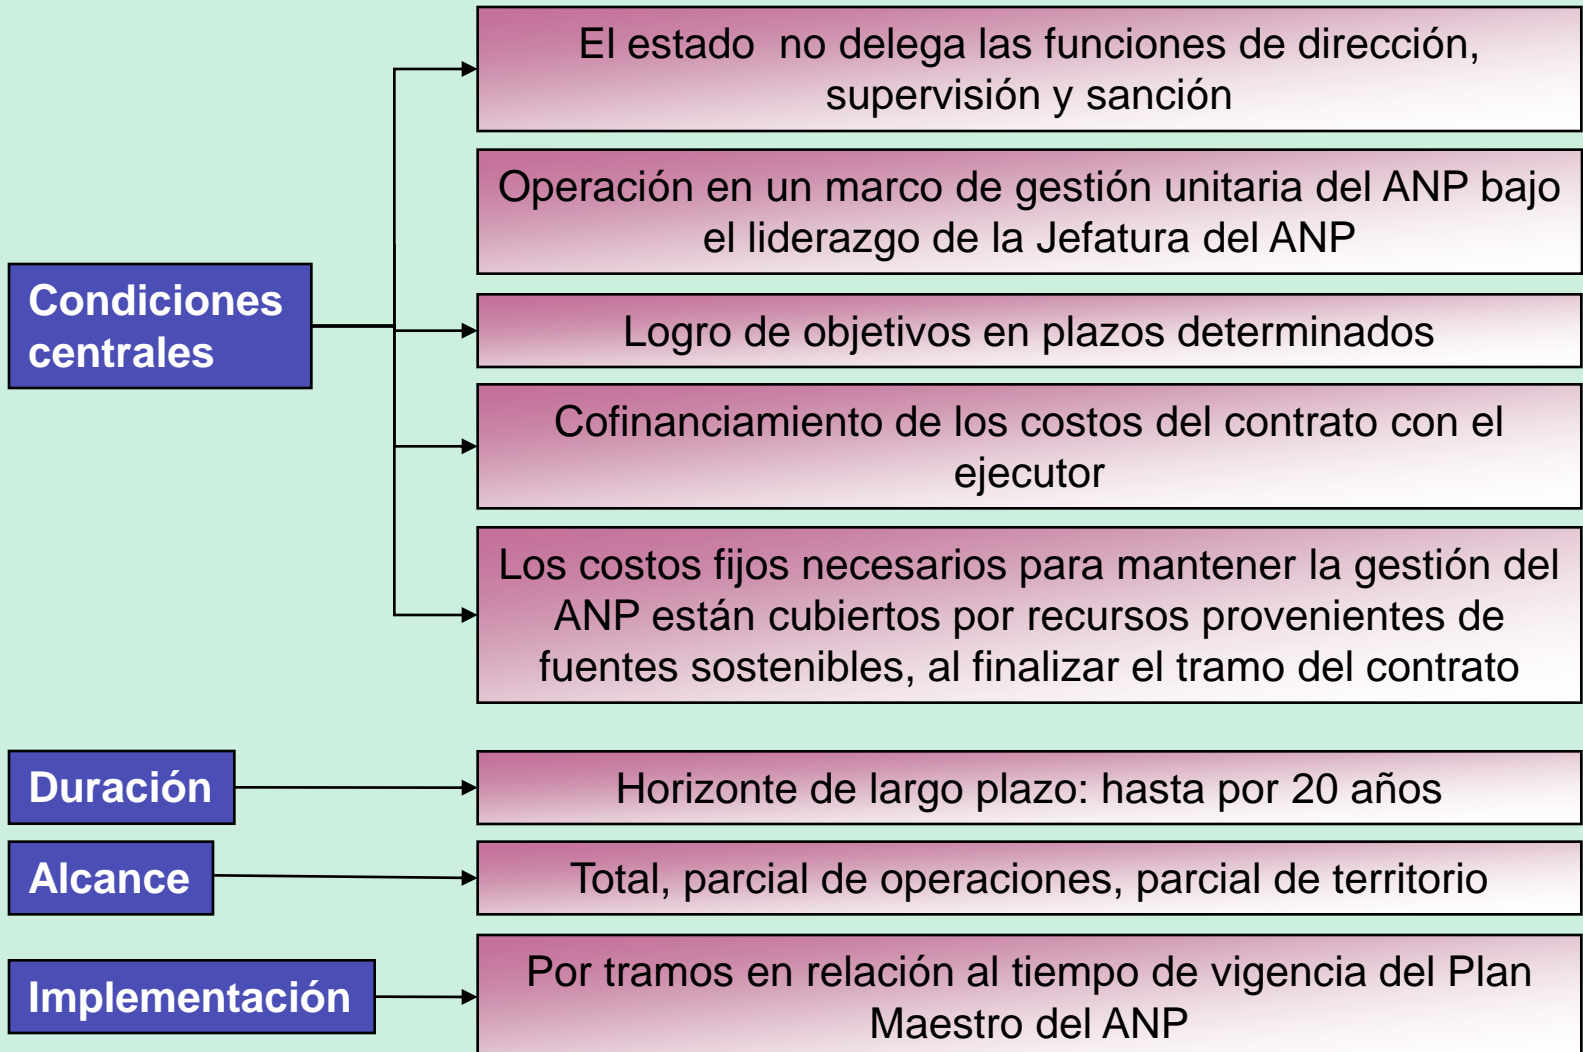 El estado  no delega las funciones de dirección,
supervisión y sanción
Operación en un marco de gestión unitaria del ANP bajo
el liderazgo de la Jefatura del ANP
Condiciones
centrales
Logro de objetivos en plazos determinados
Cofinanciamiento de los costos del contrato con el
ejecutor
Los costos fijos necesarios para mantener la gestión del
ANP están cubiertos por recursos provenientes de
fuentes sostenibles, al finalizar el tramo del contrato
Duración
Horizonte de largo plazo: hasta por 20 años
Alcance
Total, parcial de operaciones, parcial de territorio
Implementación
Por tramos en relación al tiempo de vigencia del Plan
Maestro del ANP